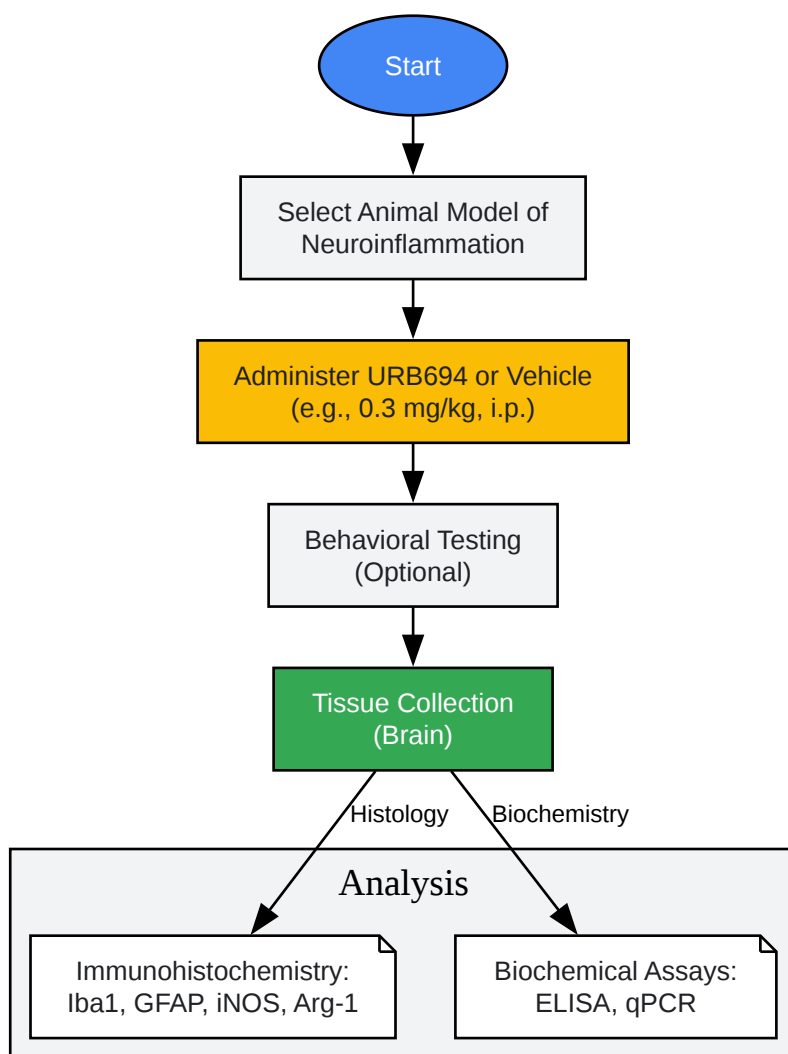 Start
Select Animal Model of
Neuroinflammation
Administer URB694 or Vehicle
(e.g., 0.3 mg/kg, i.p.)
Behavioral Testing
(Optional)
Tissue Collection
(Brain)
Histology
Biochemistry
Analysis
Immunohistochemistry:
Iba1, GFAP, iNOS, Arg-1
Biochemical Assays:
ELISA, qPCR